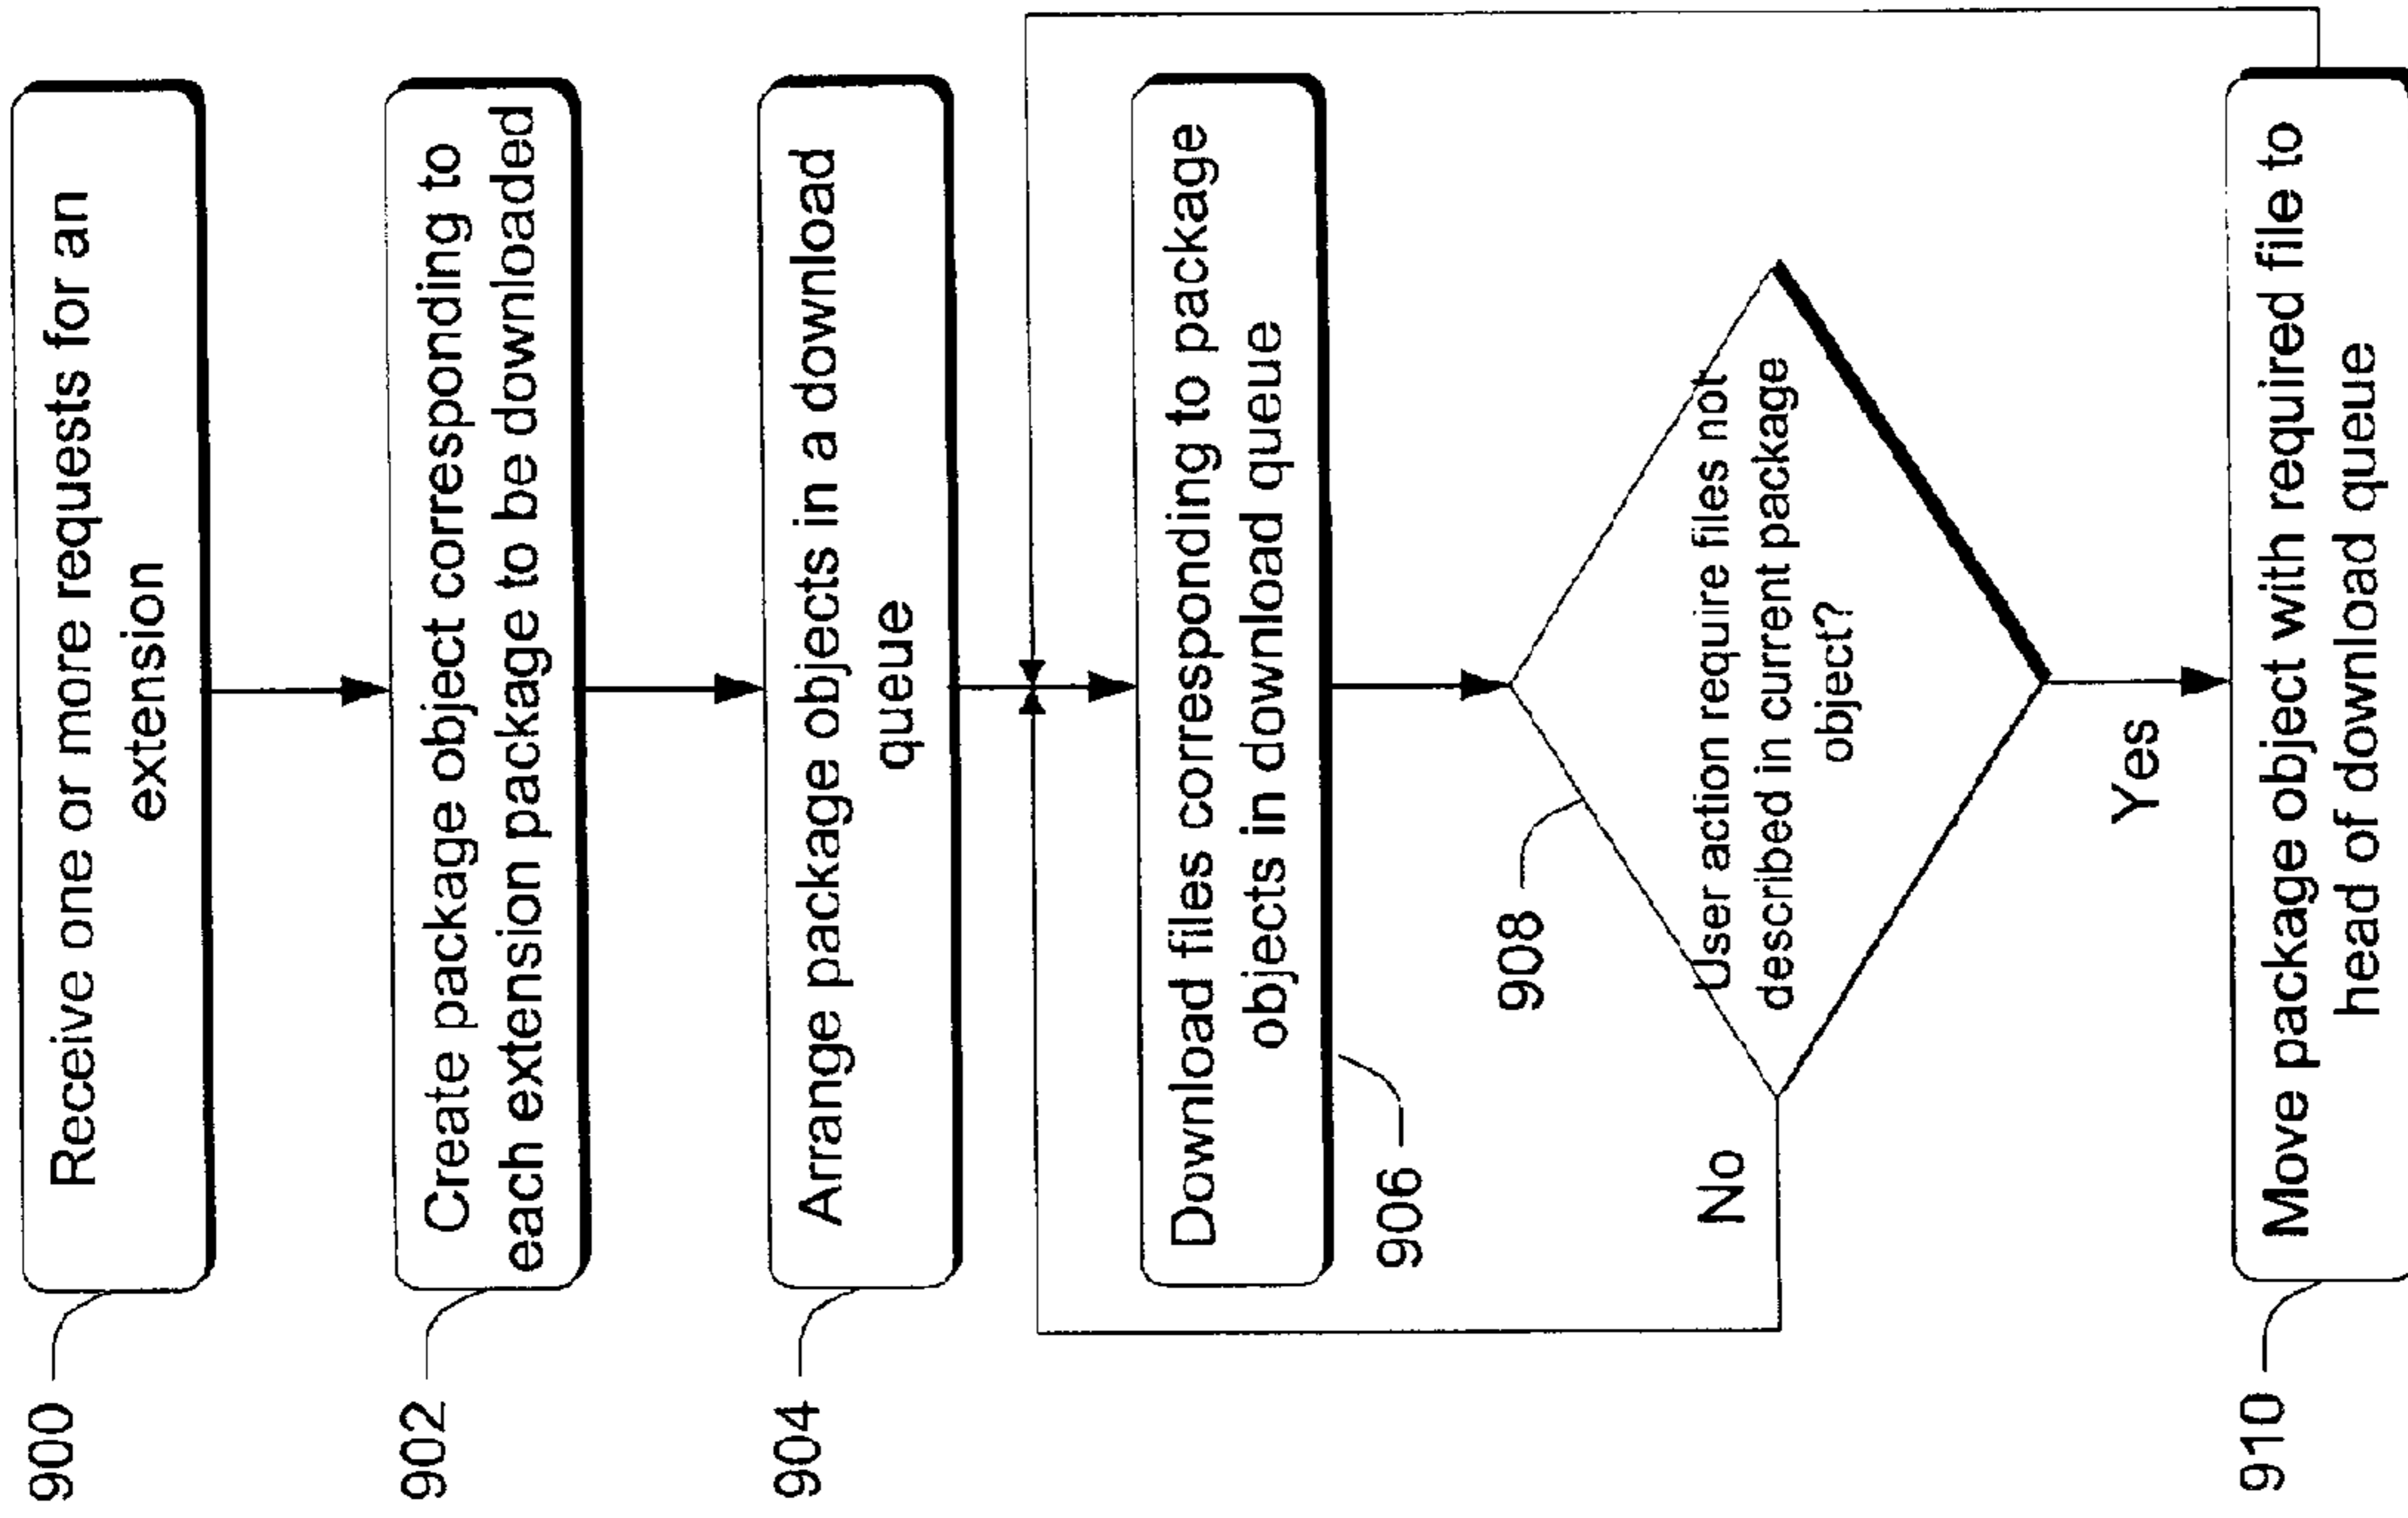 900
Receive one or more requests for an
extension
902
Create package object corresponding to
each extension package to be downloaded
904
Arrange package objects in a download
queue
Download files corresponding to package
objects in download queue
906
908
User action require files not
described in current package
object?
No
Yes
910
Move package object with required file to
head of download queue